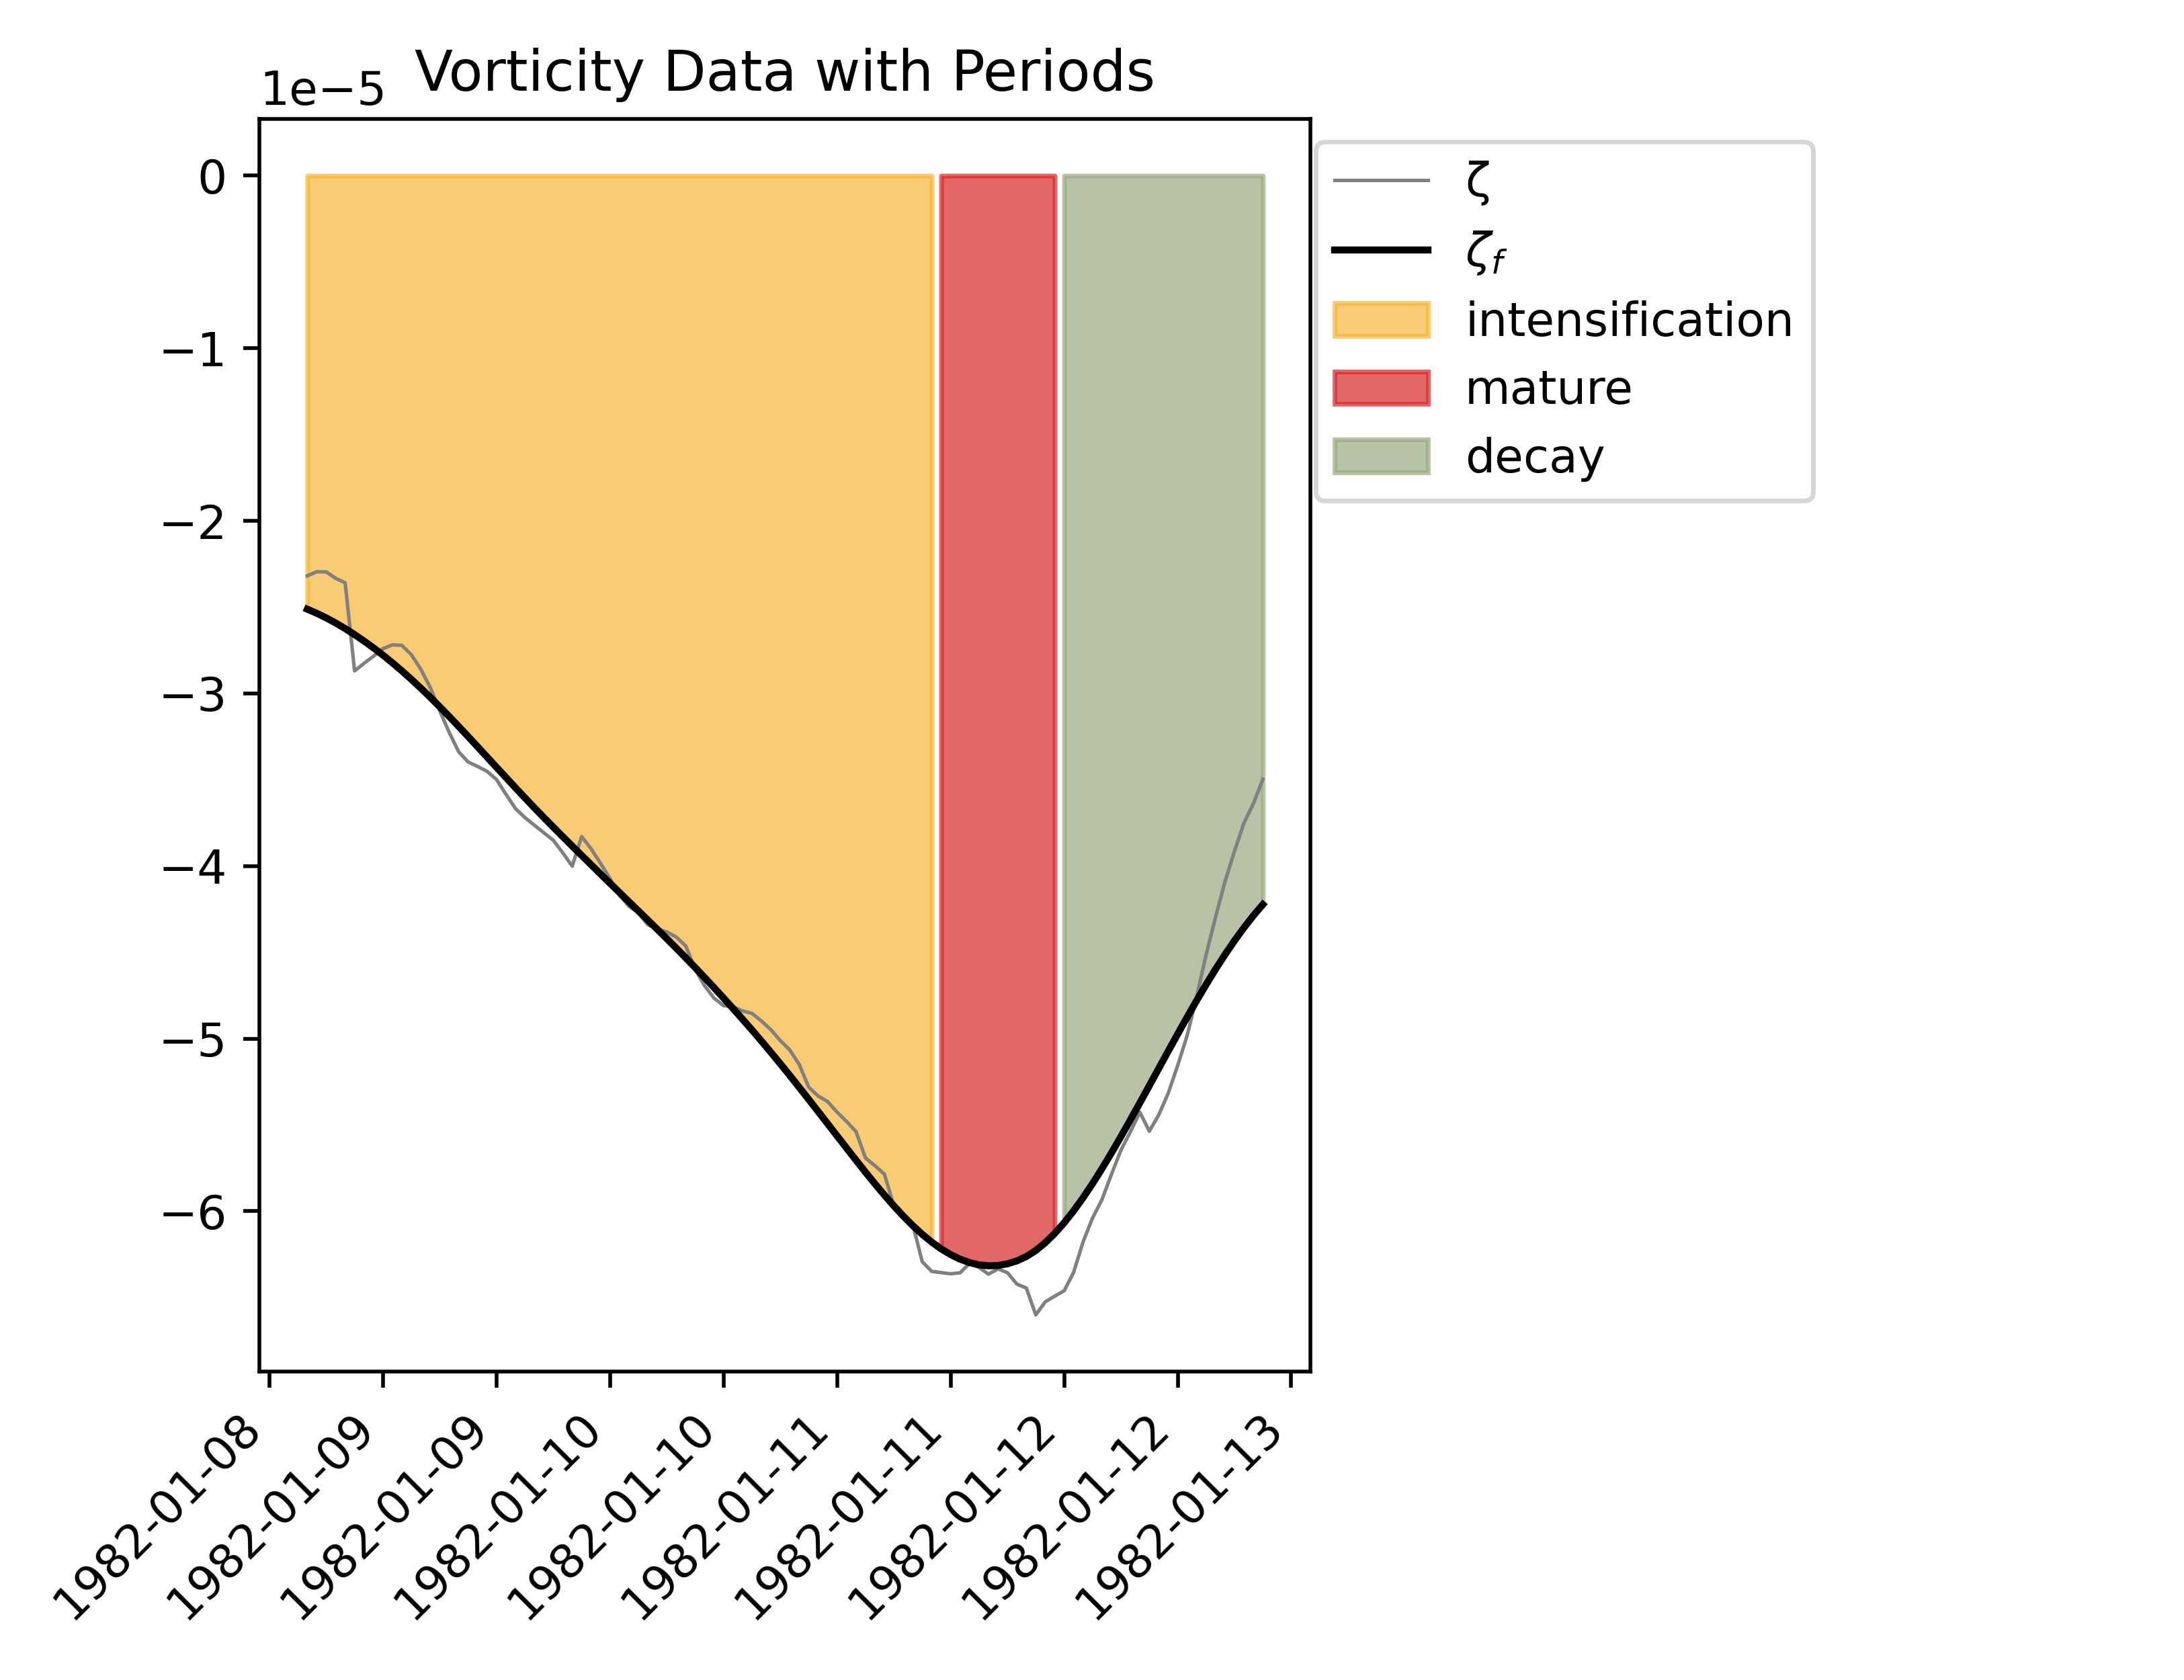 Vorticity Data with Periods
1e−5
0
−1
−2
−3
−4
−5
−6
1982-01-08
1982-01-09
1982-01-09
1982-01-10
1982-01-10
1982-01-11
1982-01-11
1982-01-12
1982-01-12
1982-01-13
ζ
ζf
intensification
mature
decay